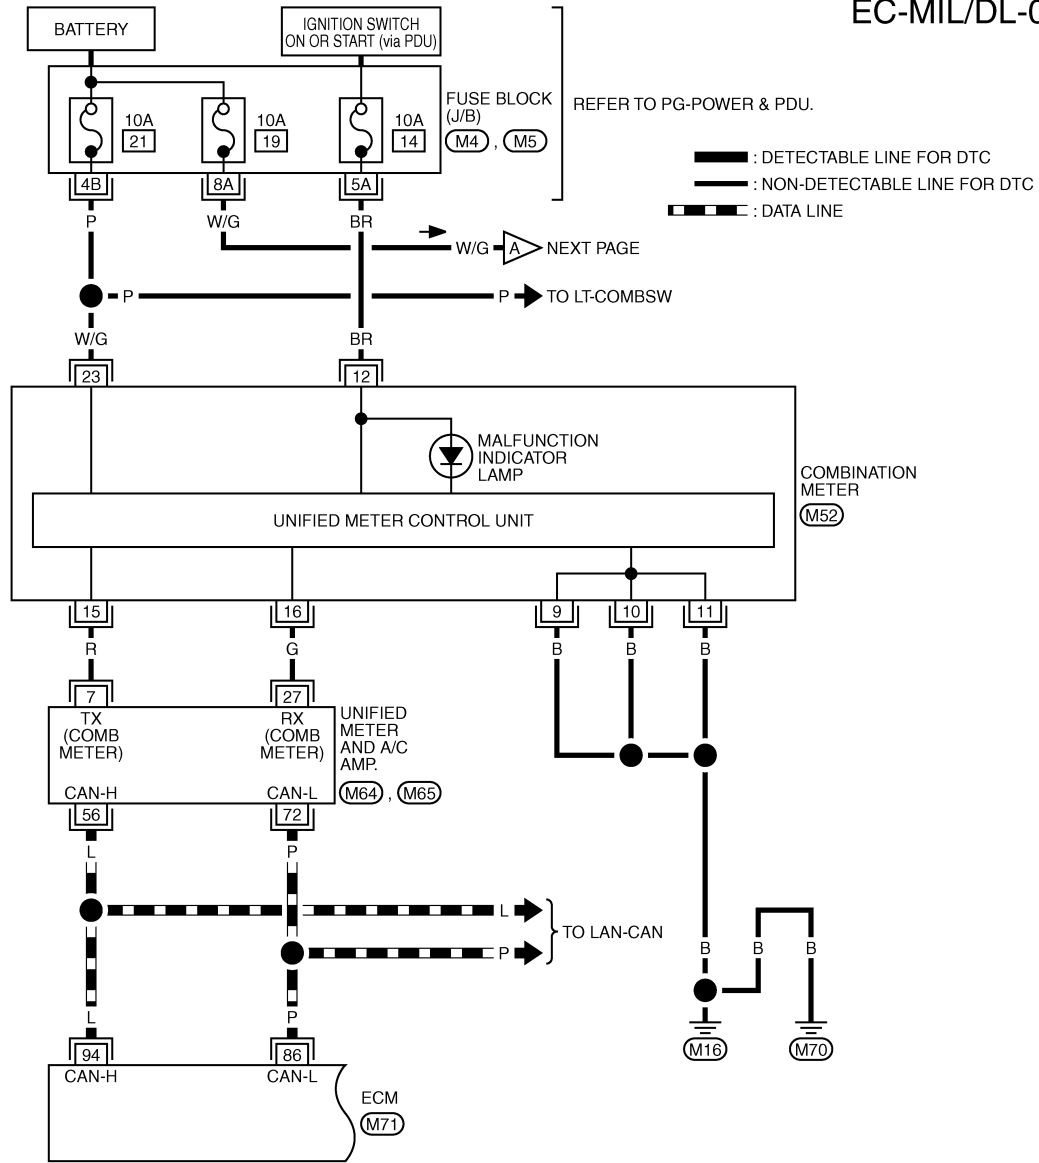 EC-MIL/DL-0
BATTERY
IGNITION SWITCH
ON OR START (via PDU)
10A
21
10A
19
10A
14
FUSE BLOCK
(J/B)
M4 , M5
REFER TO PG-POWER & PDU.
: DETECTABLE LINE FOR DTC
: NON-DETECTABLE LINE FOR DTC
: DATA LINE
4B
8A
5A
P
W/G
BR
W/G
A
NEXT PAGE
P
P
TO LT-COMBSW
W/G
BR
23
12
MALFUNCTION
INDICATOR
LAMP
COMBINATION
METER
M52
UNIFIED METER CONTROL UNIT
15
16
9
10
11
R
G
B
B
B
7
27
TX
(COMB
METER)
RX
(COMB
METER)
UNIFIED
METER
AND A/C
AMP.
M64 , M65
CAN-H
CAN-L
56
72
L
P
L
P
TO LAN-CAN
B
B
B
L
P
M16
M70
94
86
CAN-H
CAN-L
ECM
M71